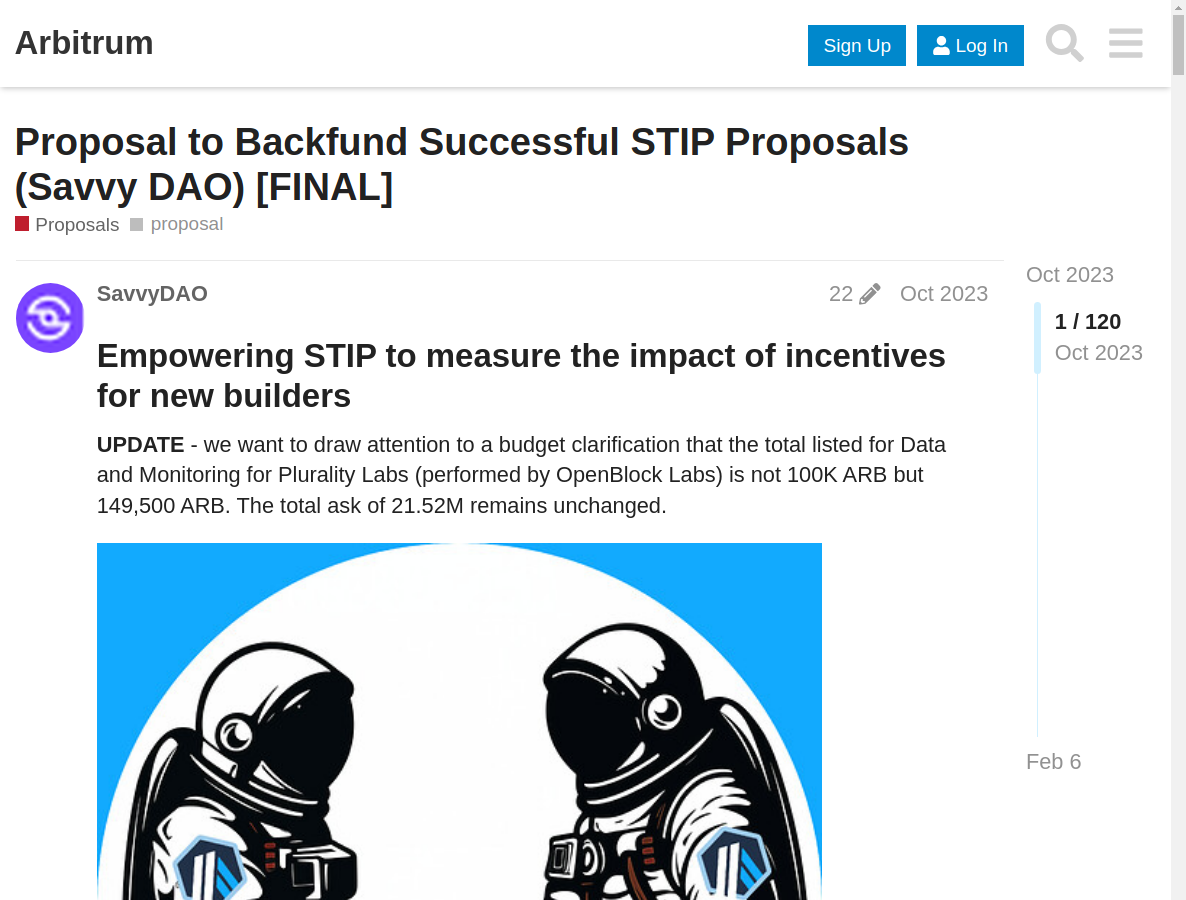 Arbitrum
Sign Up
Log In
Proposal to Backfund Successful STIP Proposals
(Savvy DAO) [FINAL]
Proposals
proposal
SavvyDAO
22
Oct 2023
Empowering STIP to measure the impact of incentives
for new builders
UPDATE - we want to draw attention to a budget clarification that the total listed for Data
and Monitoring for Plurality Labs (performed by OpenBlock Labs) is not 100K ARB but
149,500 ARB. The total ask of 21.52M remains unchanged.
Oct 2023
1 / 120
Oct 2023
Feb 6